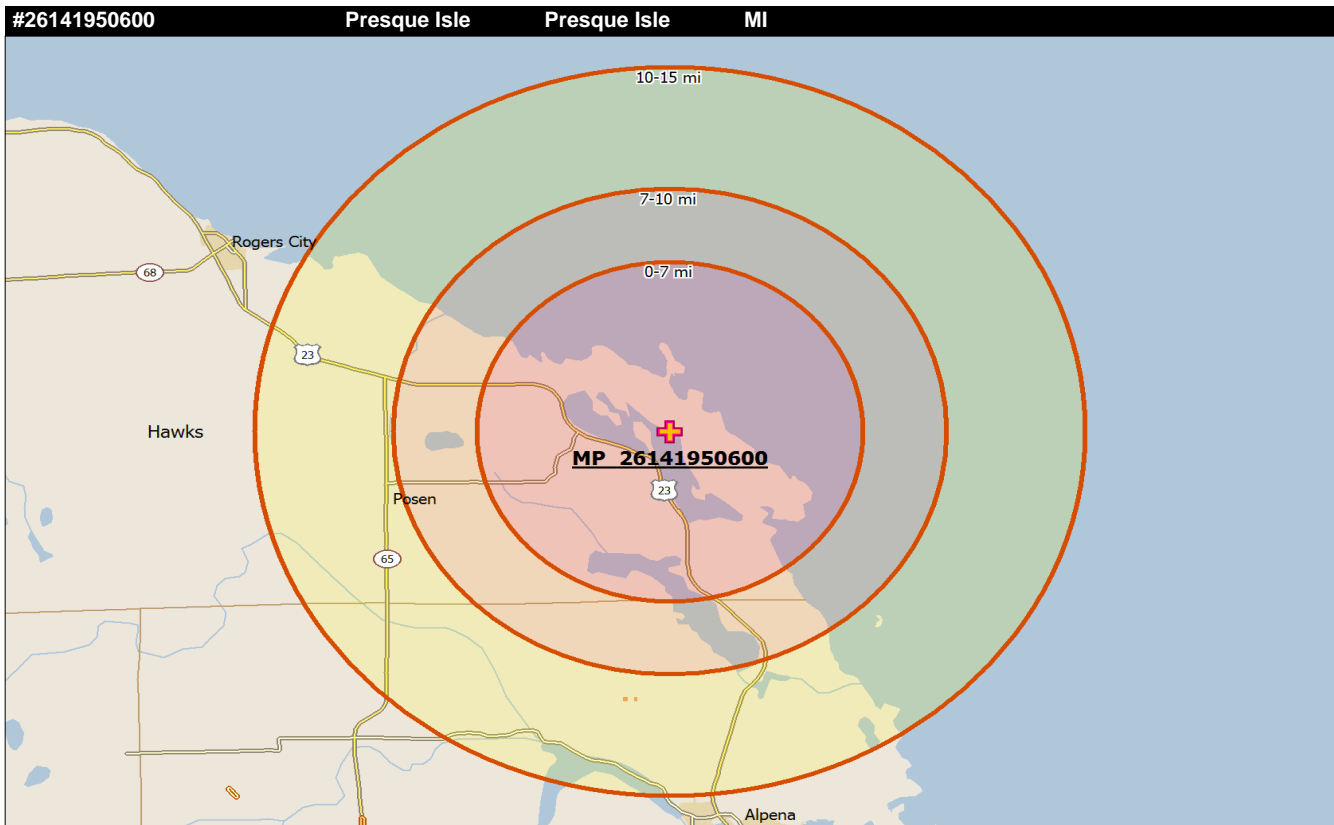 #26141950600 Presque Isle Presque Isle MI
10-15 mi
7-10 mi
Rogers City
0-7 mi
68
23
Hawks
MP 26141950600
23
Posen
65
Alpena